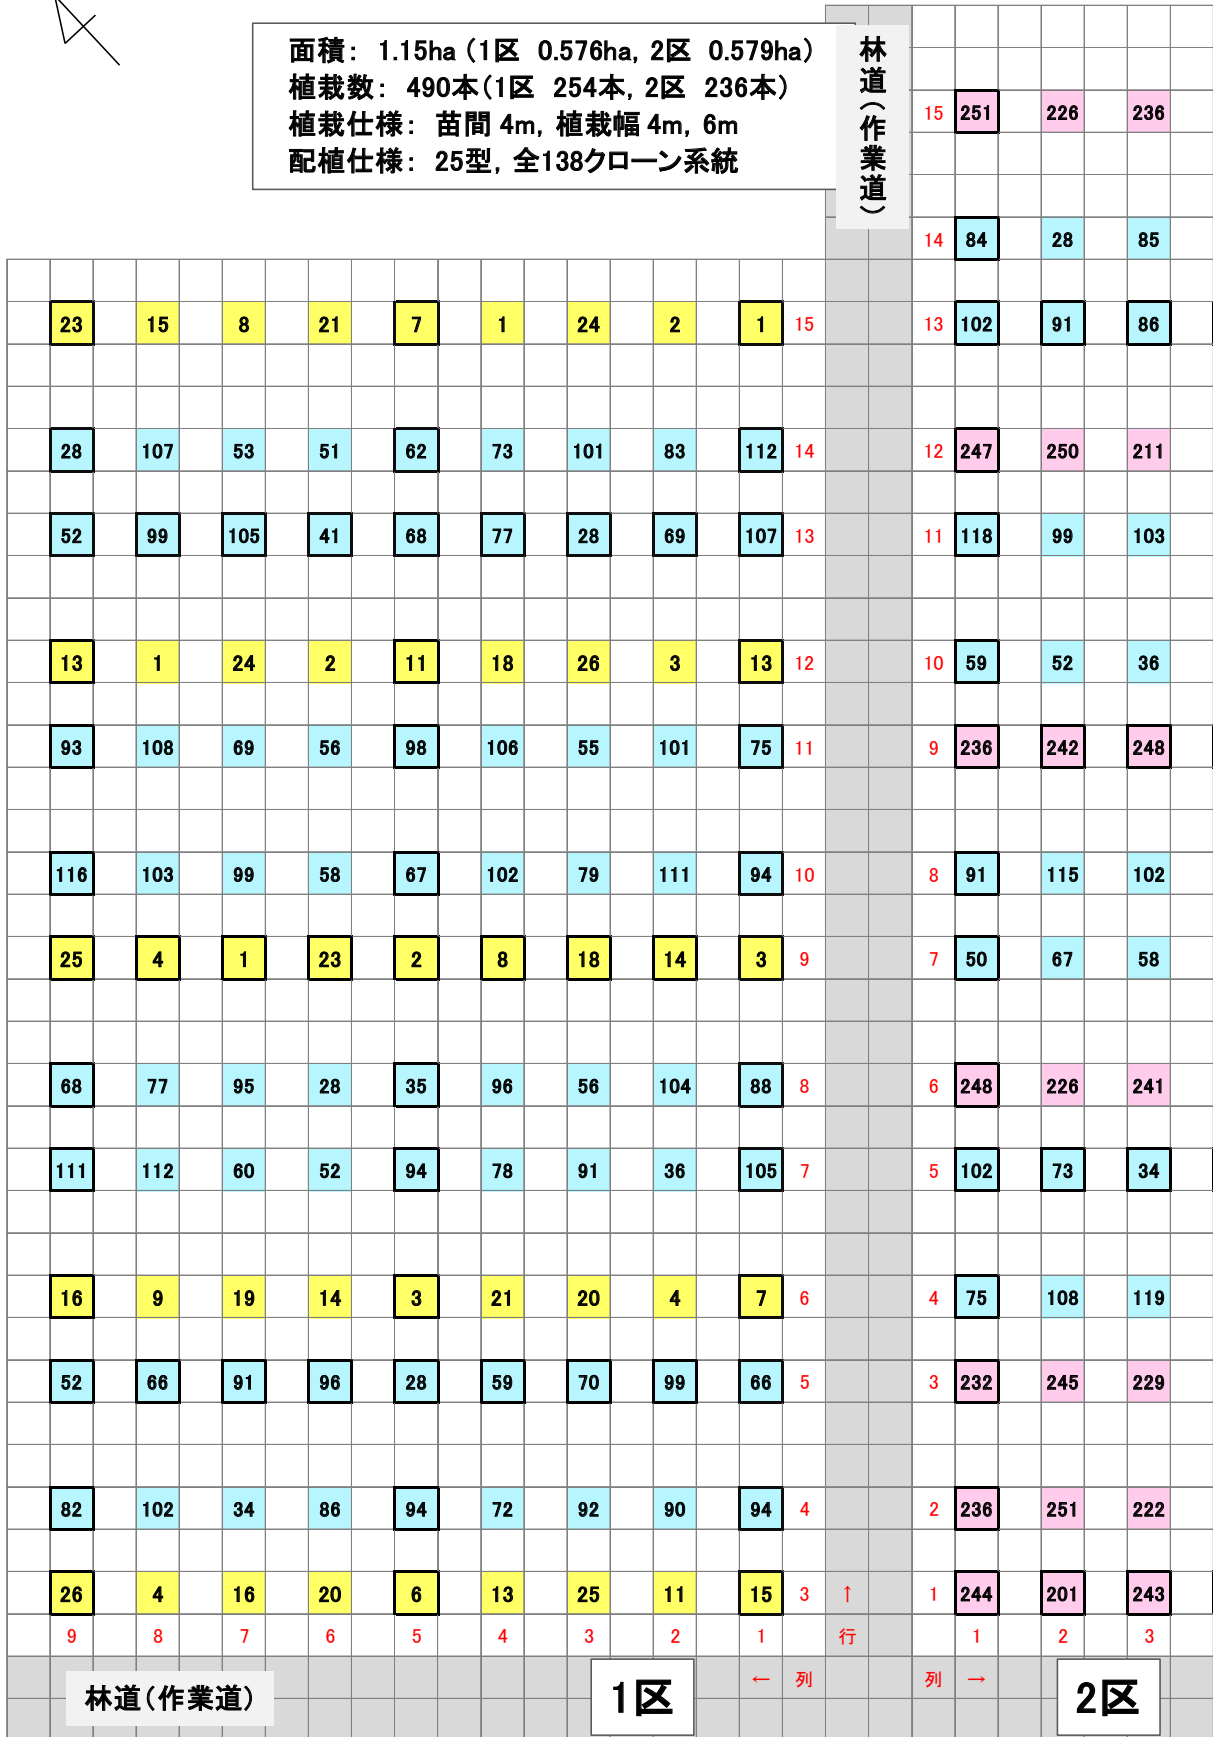 面積： 1.15ha（1区 0.576ha, 2区 0.579ha）
植栽数： 490本（1区 254本, 2区 236本）
植栽仕様： 苗間 4m, 植栽幅 4m, 6m
配植仕様： 25型, 全138クローン系統
林道（作業道）
15 251 226 236
14 84 28 85
23 15 8 21 7 1 24 2 1 15 13 102 91 86
28 107 53 51 62 73 101 83 112 14 12 247 250 211
52 99 105 41 68 77 28 69 107 13 11 118 99 103
13 1 24 2 11 18 26 3 13 12 10 59 52 36
93 108 69 56 98 106 55 101 75 11 9 236 242 248
116 103 99 58 67 102 79 111 94 10 8 91 115 102
25 4 1 23 2 8 18 14 3 9 7 50 67 58
68 77 95 28 35 96 56 104 88 8 6 248 226 241
111 112 60 52 94 78 91 36 105 7 5 102 73 34
16 9 19 14 3 21 20 4 7 6 4 75 108 119
52 66 91 96 28 59 70 99 66 5 3 232 245 229
82 102 34 86 94 72 92 90 94 4 2 236 251 222
26 4 16 20 6 13 25 11 15 3 ↑ 1 244 201 243
9 8 7 6 5 4 3 2 1 行 1 2 3
← 列 列 →
林道（作業道） 1区 2区